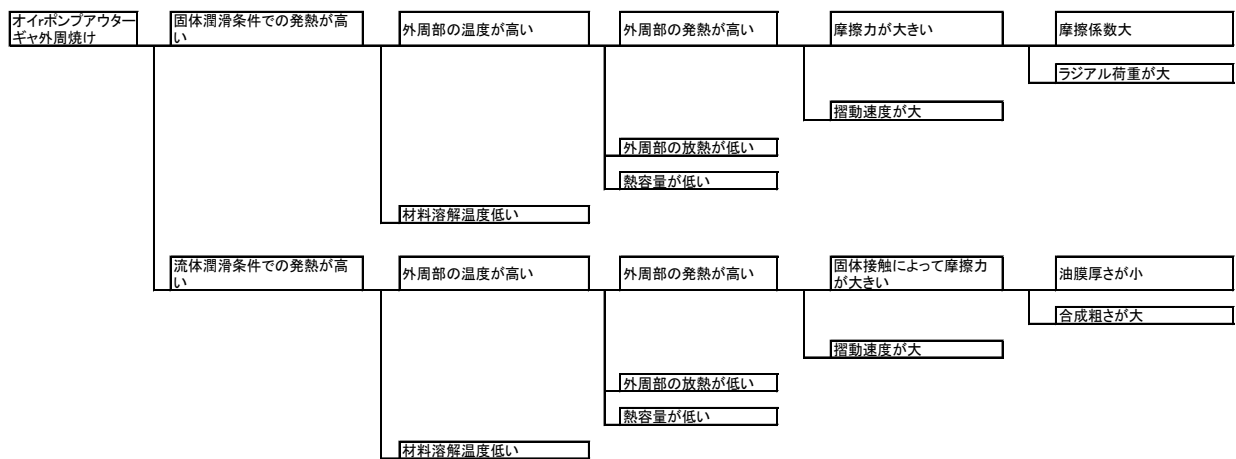 オイrポンプアウター
ギャ外周焼け
固体潤滑条件での発熱が高
い
外周部の温度が高い
外周部の発熱が高い
摩擦力が大きい
摩擦係数大
ラジアル荷重が大
摺動速度が大
外周部の放熱が低い
熱容量が低い
材料溶解温度低い
流体潤滑条件での発熱が高
い
外周部の温度が高い
外周部の発熱が高い
固体接触によって摩擦力
が大きい
油膜厚さが小
合成粗さが大
摺動速度が大
外周部の放熱が低い
熱容量が低い
材料溶解温度低い